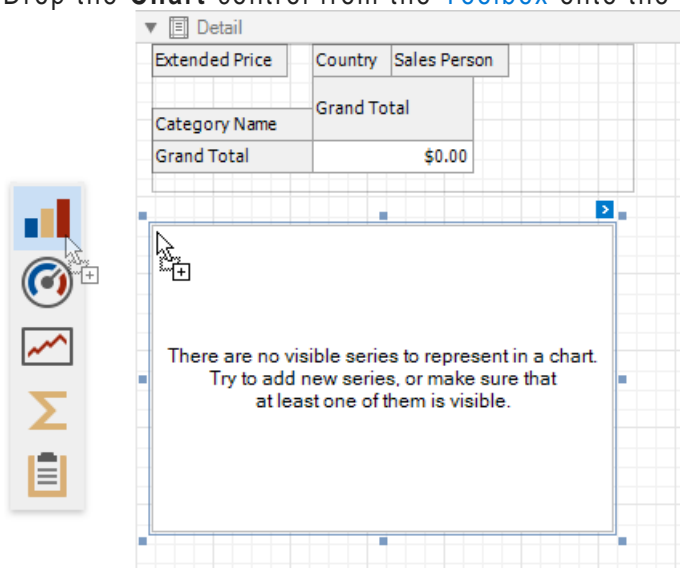 Drop the Chart control from the Toolbox onto the
Detail
Extended Price Country Sales Person
Grand Total
Category Name
Grand Total $0.00
There are no visible series to represent in a chart.
Try to add new series, or make sure that
at least one of them is visible.